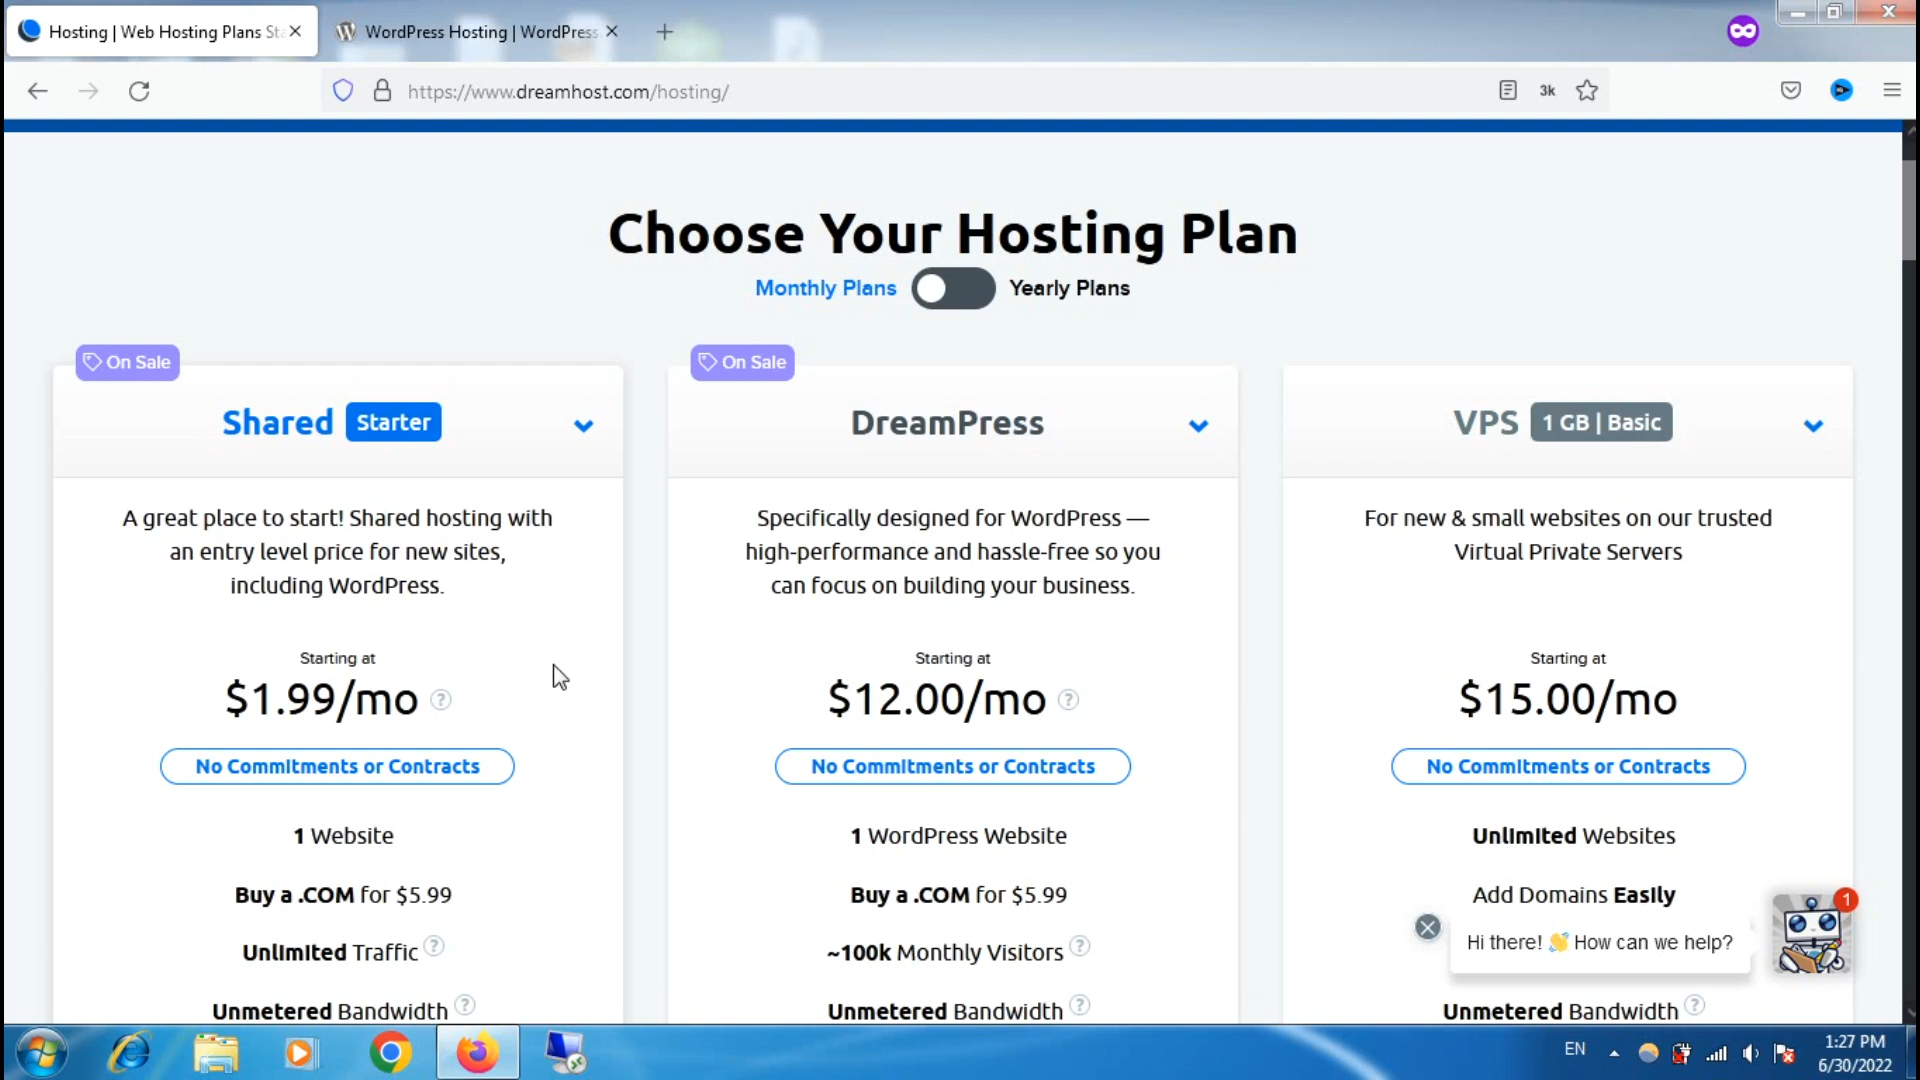 Hosting | Web Hosting Plans Sta
WordPress Hosting | WordPress
https://www.dreamhost.com/hosting/
3k
Choose Your Hosting Plan
Monthly Plans
Yearly Plans
On Sale
Shared Starter
A great place to start! Shared hosting with
an entry level price for new sites,
including WordPress.
Starting at
$1.99/mo ?
No Commitments or Contracts
1 Website
Buy a .COM for $5.99
Unlimited Traffic ?
Unmetered Bandwidth ?
On Sale
DreamPress
Specifically designed for WordPress —
high-performance and hassle-free so you
can focus on building your business.
Starting at
$12.00/mo ?
No Commitments or Contracts
1 WordPress Website
Buy a .COM for $5.99
~100k Monthly Visitors ?
Unmetered Bandwidth ?
VPS 1 GB | Basic
For new & small websites on our trusted
Virtual Private Servers
Starting at
$15.00/mo
No Commitments or Contracts
Unlimited Websites
Add Domains Easily
Unmetered Bandwidth ?
Hi there! 👋 How can we help?
1
EN
1:27 PM
6/30/2022